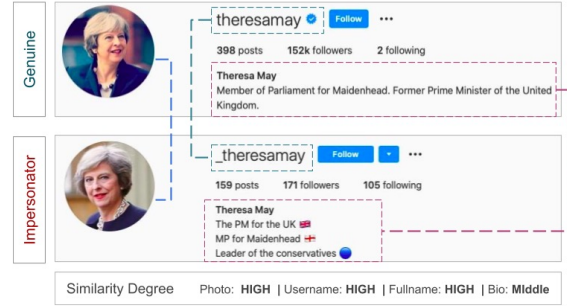 Genuine
theresamay Follow •••
398 posts 152k followers 2 following
Theresa May
Member of Parliament for Maidenhead. Former Prime Minister of the United
Kingdom.
Impersonator
_theresamay Follow •••
159 posts 171 followers 105 following
Theresa May
The PM for the UK 🇬🇧
MP for Maidenhead 🏴󠁧󠁢󠁥󠁮󠁧󠁿
Leader of the conservatives 🔵
Similarity Degree Photo: HIGH | Username: HIGH | Fullname: HIGH | Bio: MIddle